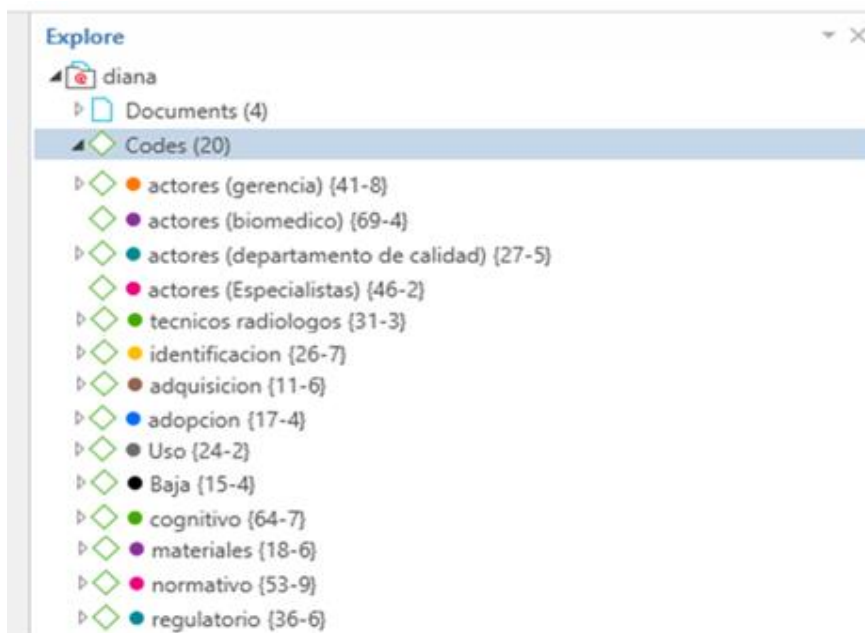 Explore
diana
Documents (4)
Codes (20)
actores (gerencia) {41-8}
actores (biomedico) {69-4}
actores (departamento de calidad) {27-5}
actores (Especialistas) {46-2}
tecnicos radiologos {31-3}
identificacion {26-7}
adquisicion {11-6}
adopcion {17-4}
Uso {24-2}
Baja {15-4}
cognitivo {64-7}
materiales {18-6}
normativo {53-9}
regulatorio {36-6}